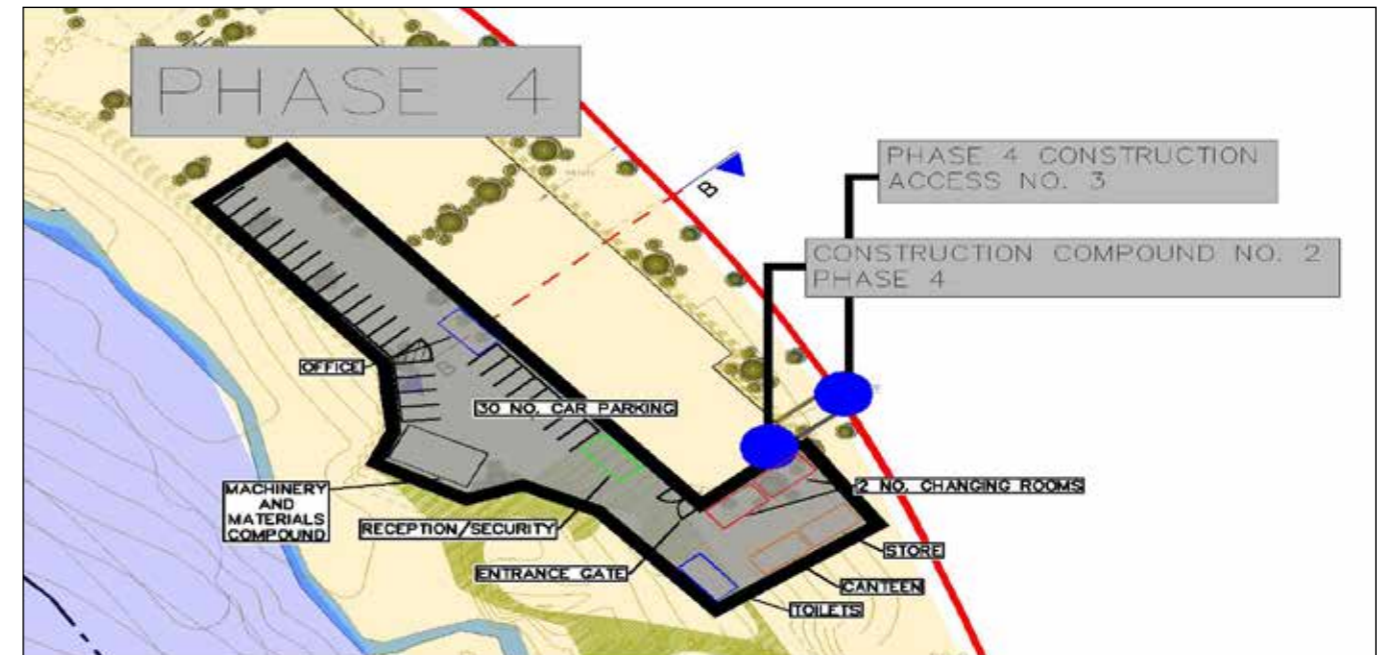 PHASE 4
PHASE 4 CONSTRUCTION
ACCESS NO. 3
B
CONSTRUCTION COMPOUND NO. 2
PHASE 4
OFFICE
B
30 NO. CAR PARKING
MACHINERY
AND
MATERIALS
COMPOUND
2 NO. CHANGING ROOMS
RECEPTION/SECURITY
STORE
ENTRANCE GATE
CANTEEN
TOILETS